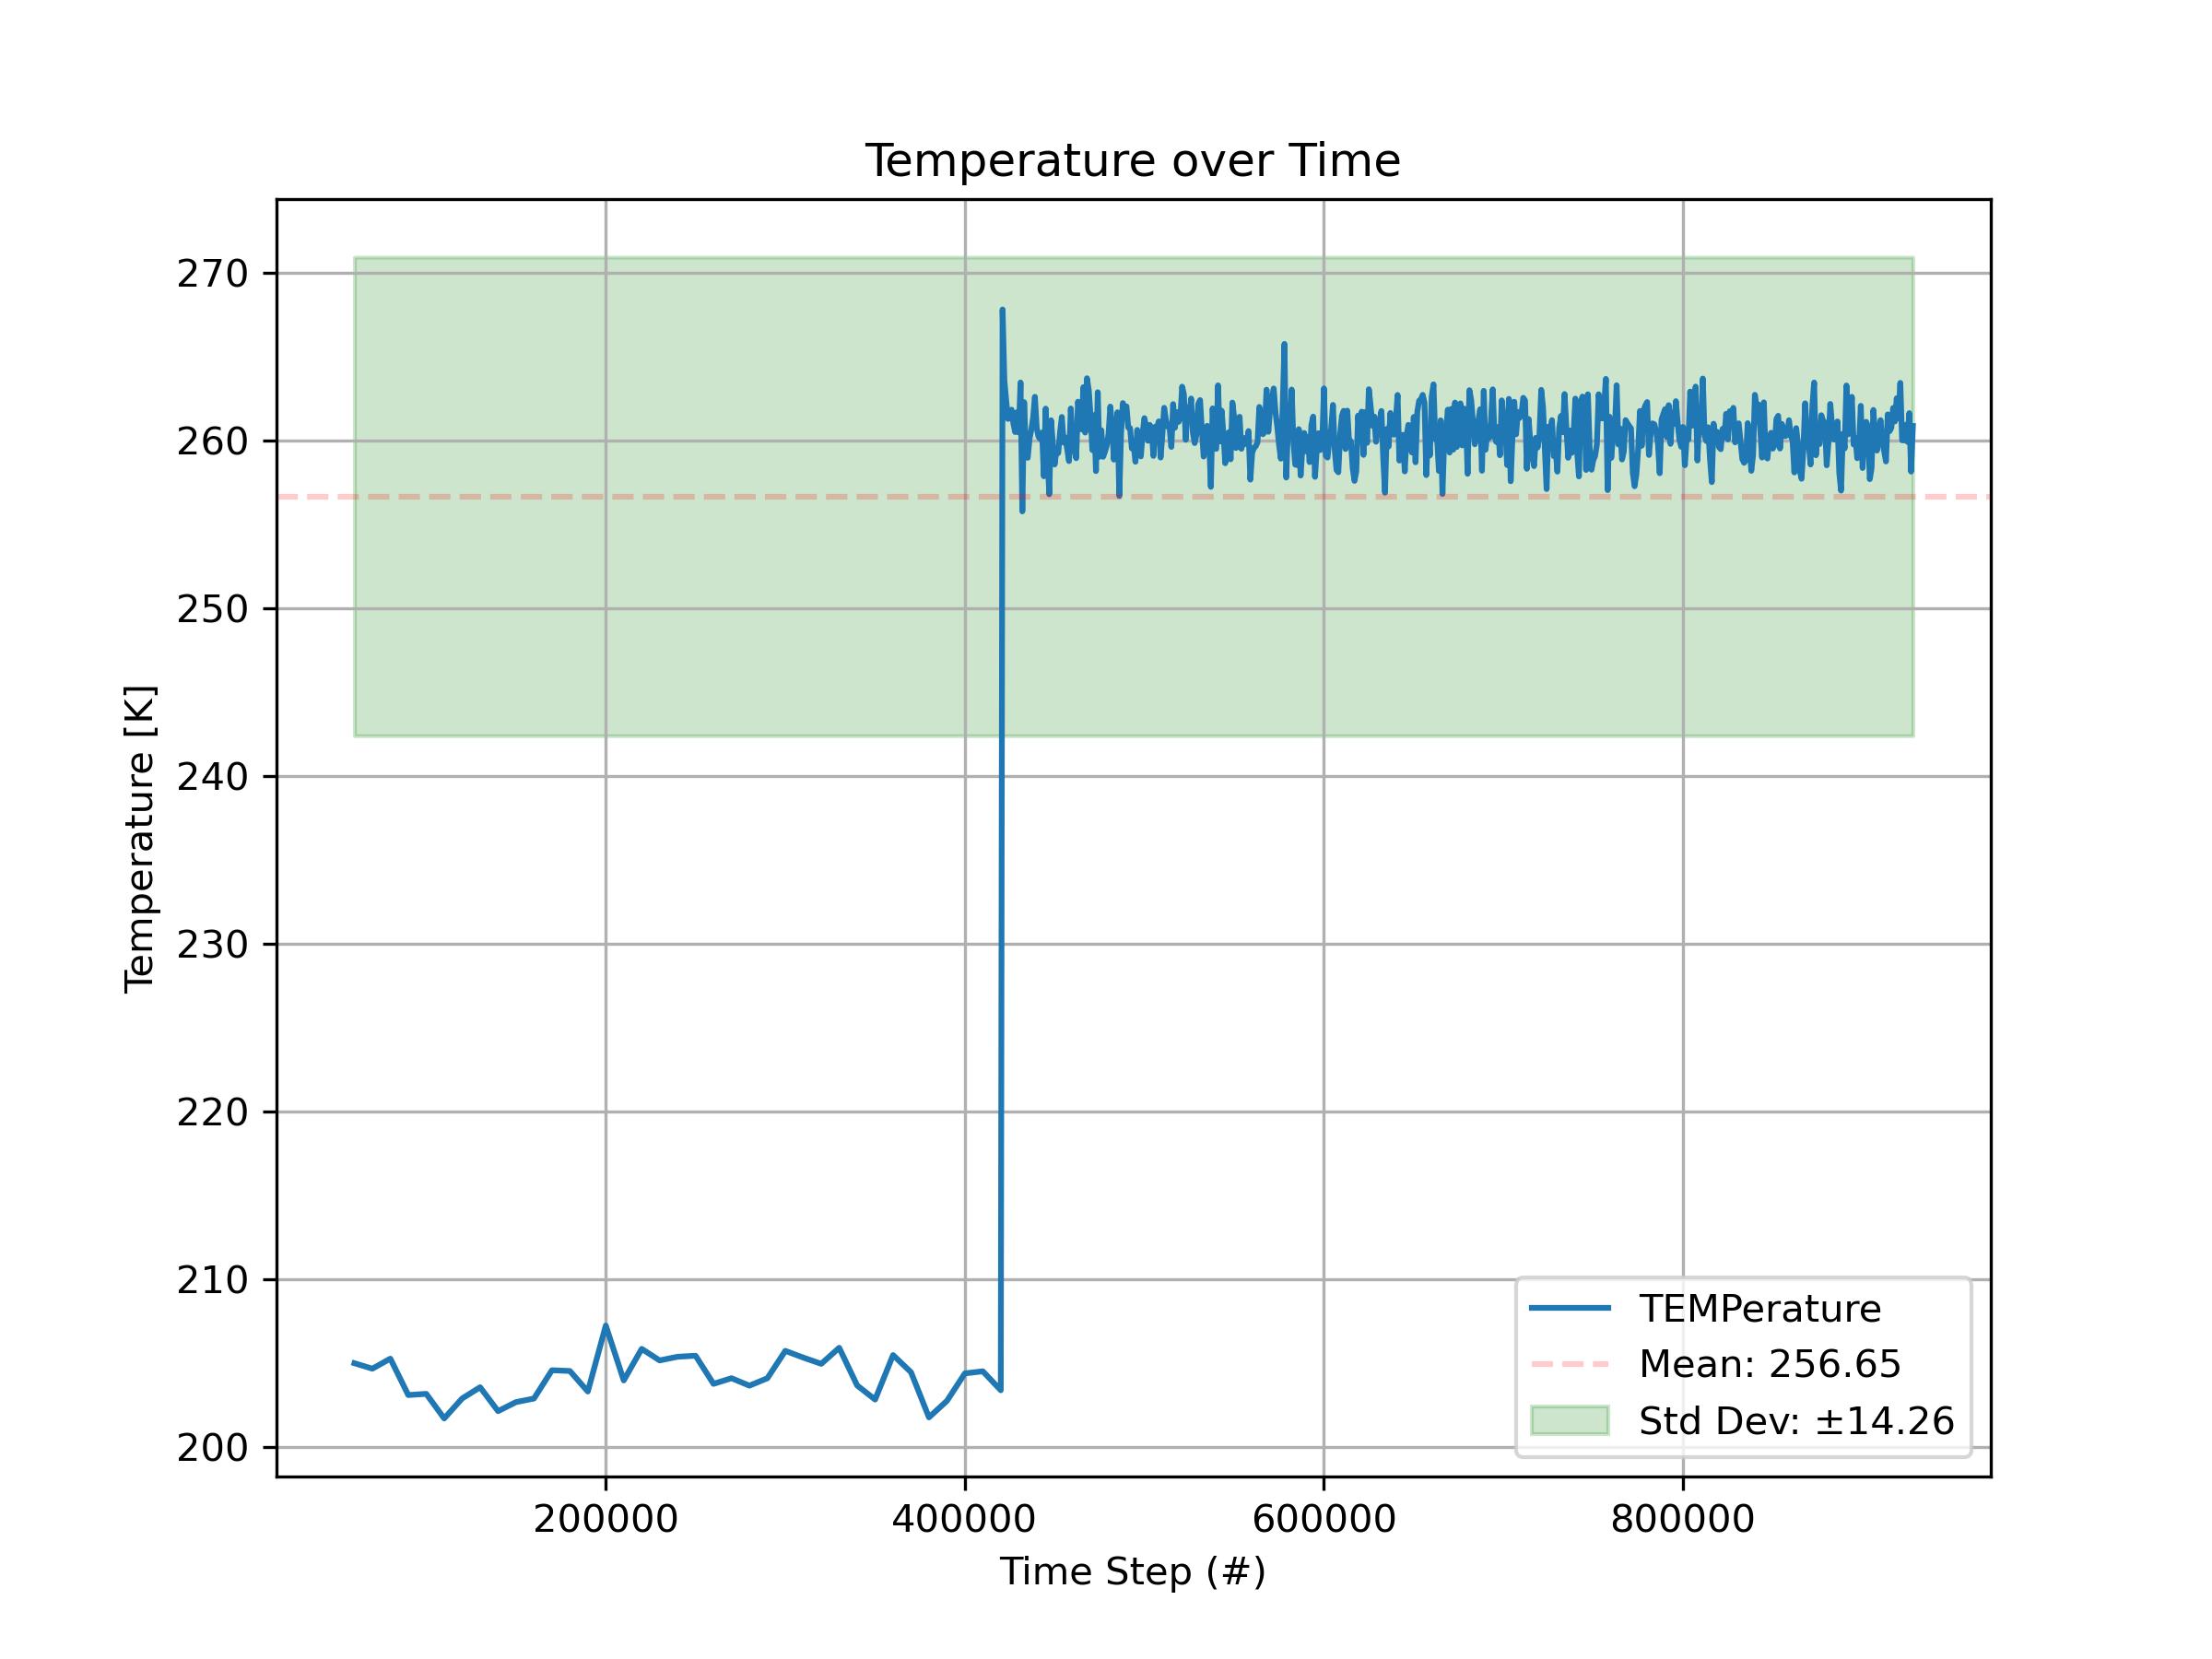 Temperature over Time
Temperature [K]
270
260
250
240
230
220
210
200
200000
400000
600000
800000
Time Step (#)
TEMPerature
Mean: 256.65
Std Dev: ±14.26